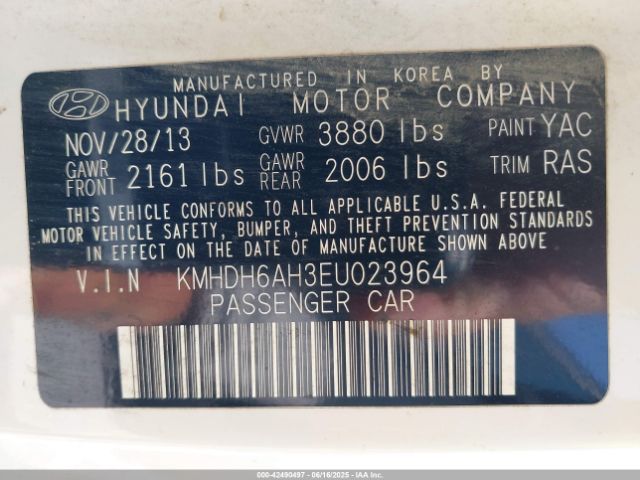 MANUFACTURED IN KOREA BY
HYUNDAI MOTOR COMPANY
NOV/28/13 GVWR 3880 lbs PAINT YAC
GAWR FRONT 2161 lbs GAWR REAR 2006 lbs TRIM RAS
THIS VEHICLE CONFORMS TO ALL APPLICABLE U.S.A. FEDERAL
MOTOR VEHICLE SAFETY, BUMPER, AND THEFT PREVENTION STANDARDS
IN EFFECT ON THE DATE OF MANUFACTURE SHOWN ABOVE.
V.I.N KMHDH6AH3EU023964
PASSENGER CAR
000-42490497 - 06/16/2025 - COPART